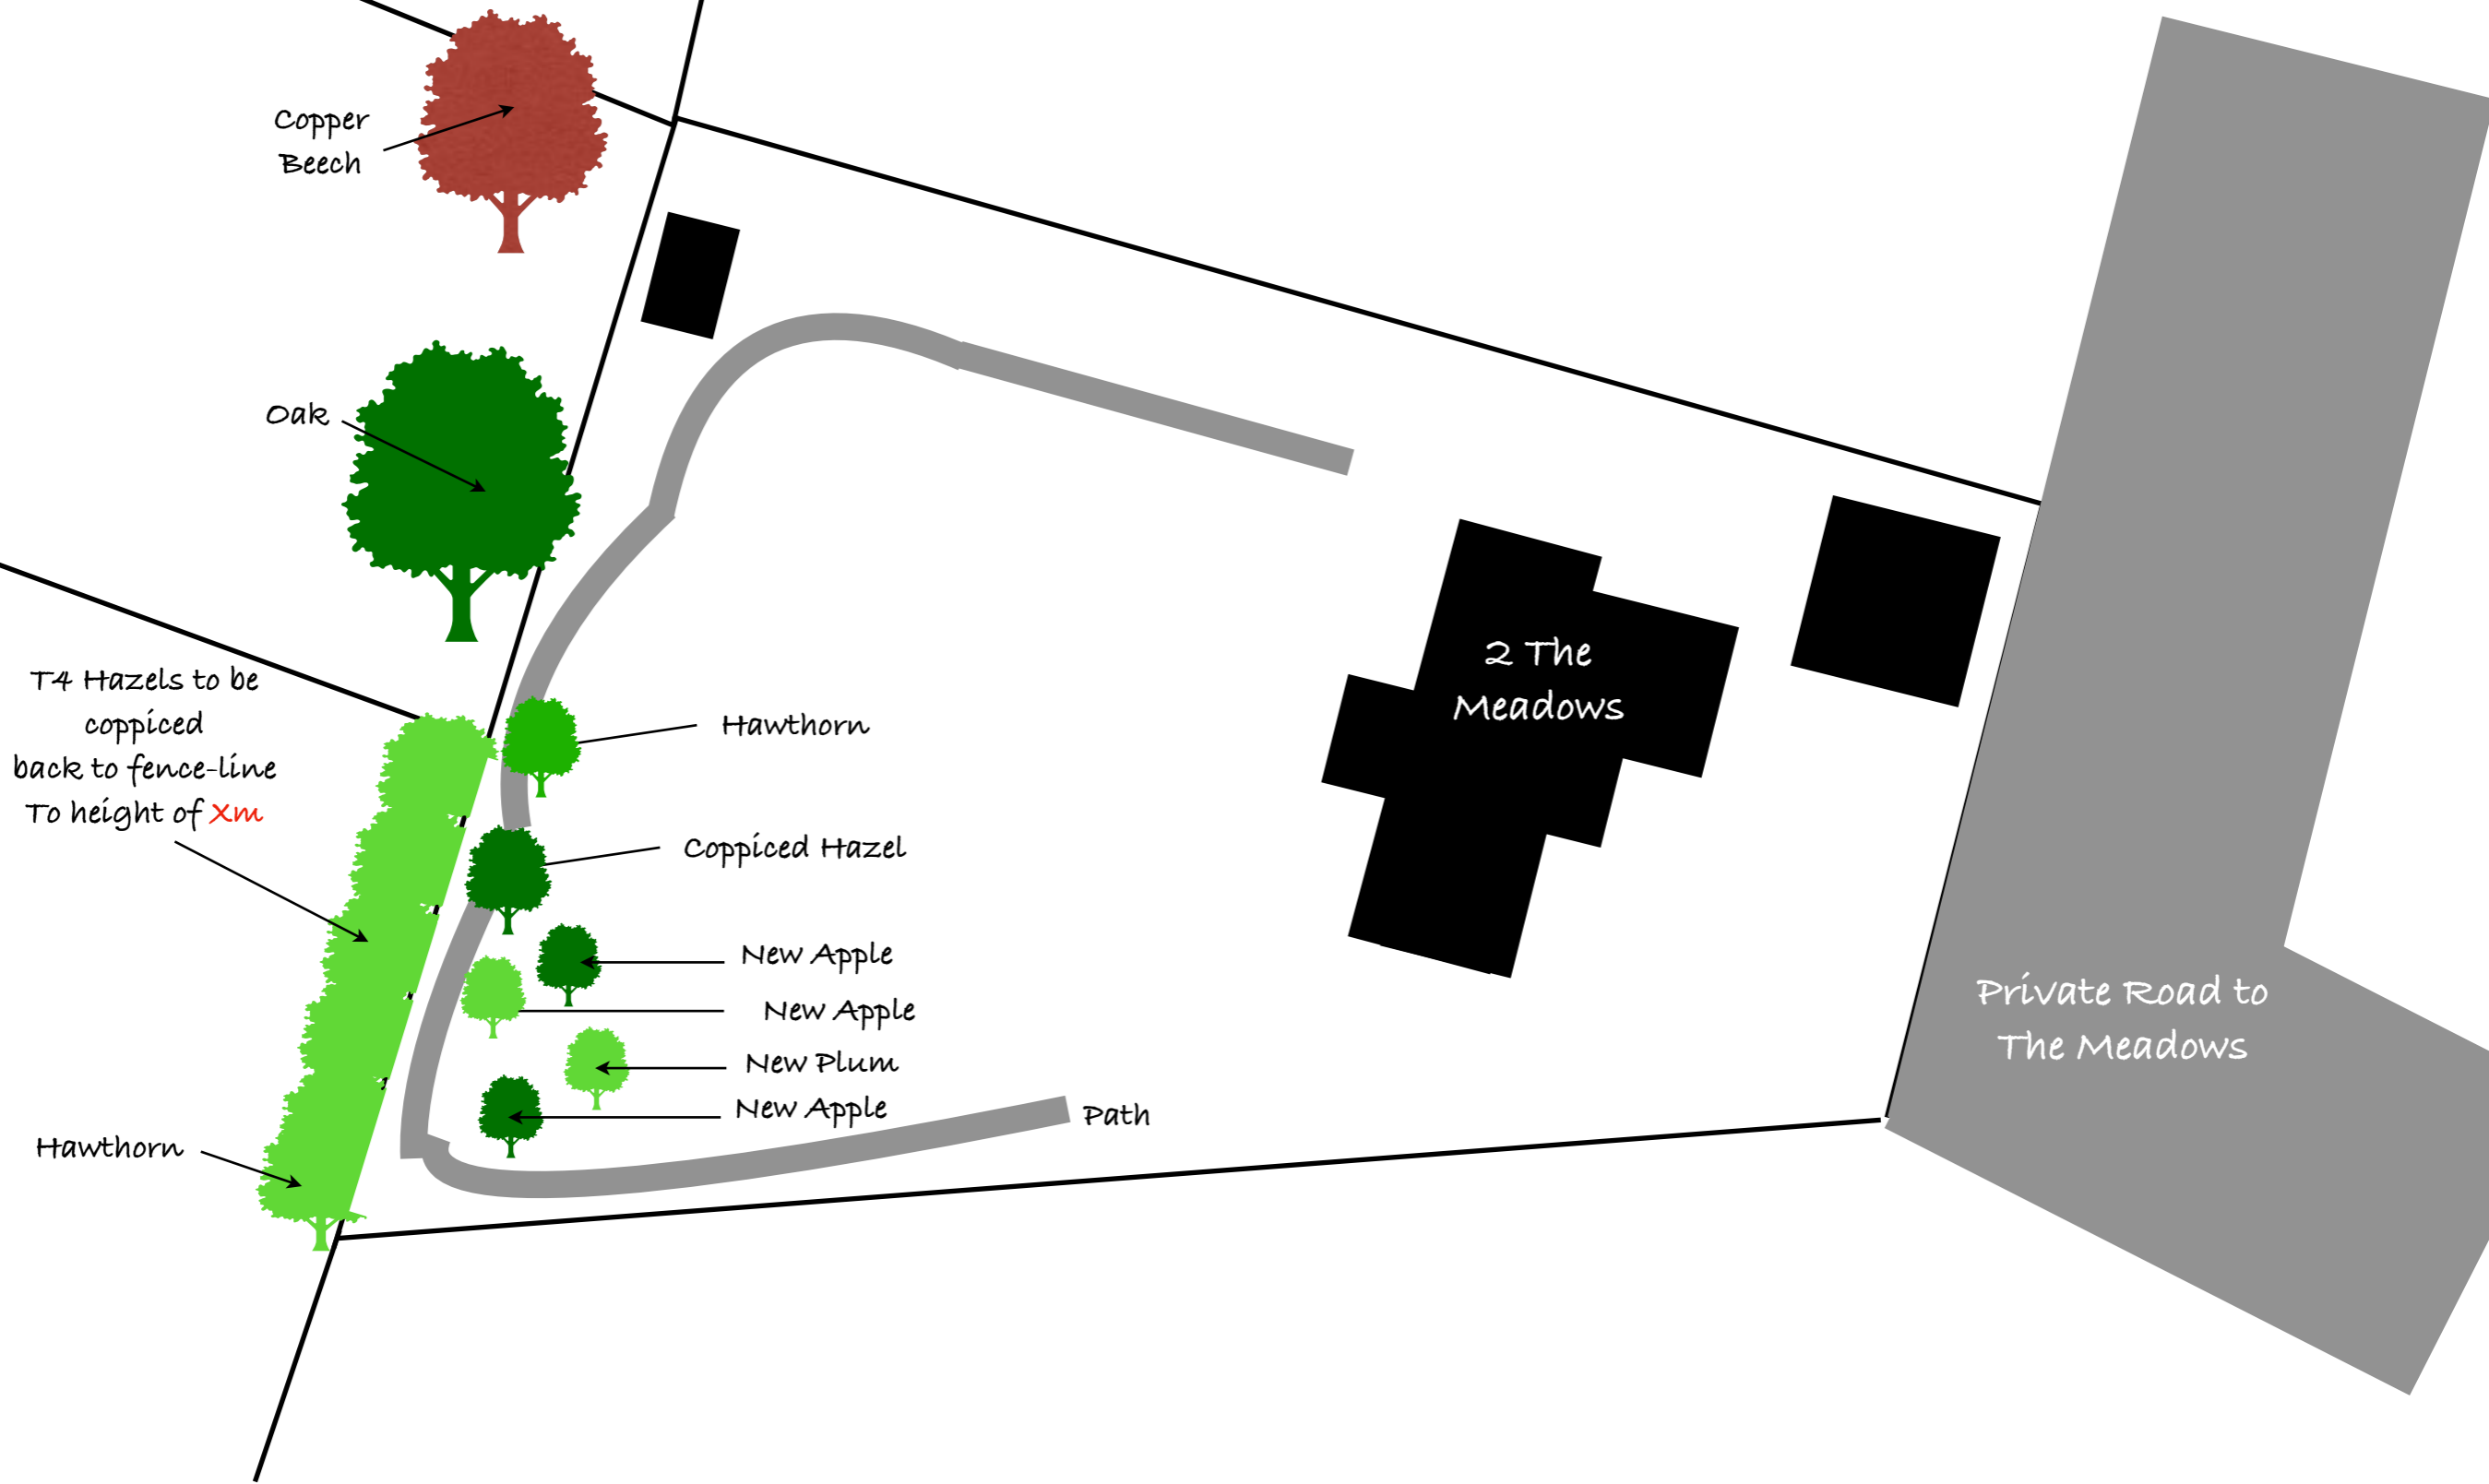 Copper
Beech
Oak
T4 Hazels to be
coppiced
back to fence-line
To height of Xm
Hawthorn
Hawthorn
Coppiced Hazel
New Apple
New Apple
New Plum
New Apple
Path
2 The
Meadows
Private Road to
The Meadows